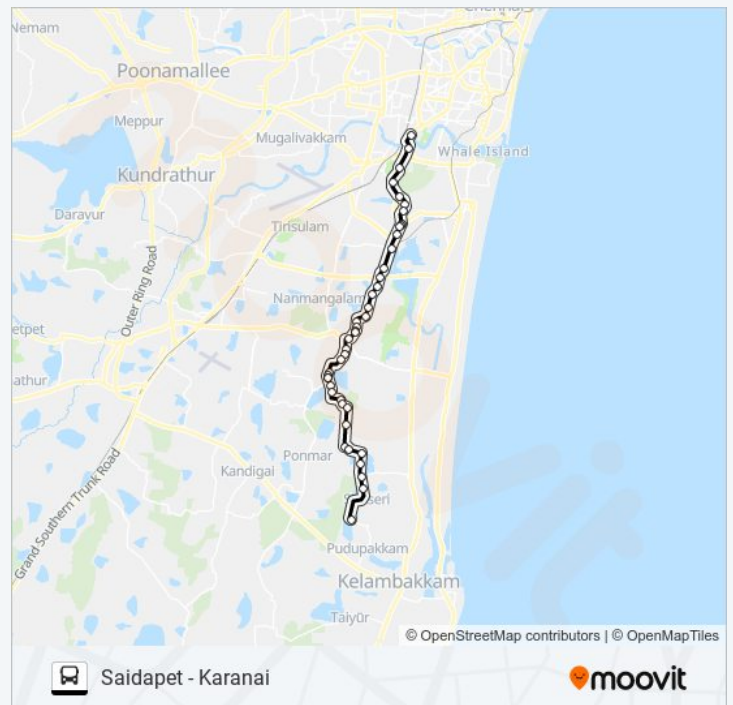 Chennai
Nemam
Poonamallee
Meppur
Mugalivakkam
Whale Island
Kundrathur
Daravur
Tirisulam
Outer Ring Road
Nanmangalam
etpet
athur
Ponmar
Kandigai
Grand Southern Trunk Road
Pudupakkam
Kelambakkam
Taiyūr
© OpenStreetMap contributors | © OpenMapTiles
Saidapet - Karanai
moovit